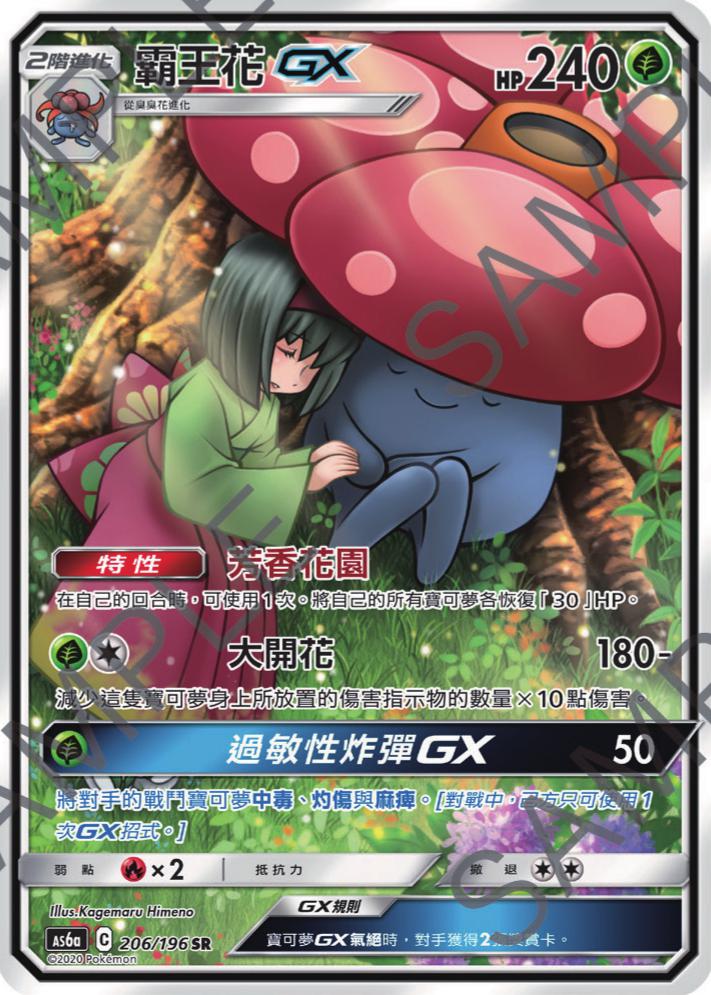 2階進化
霸王花GX
HP240
從臭臭花進化
特性 芳香花園
在自己的回合時，可使用1次。將自己的所有寶可夢各恢復「30」HP。
大開花 180-
減少這隻寶可夢身上所放置的傷害指示物的數量×10點傷害。
過敏性炸彈GX 50
將對手的戰鬥寶可夢中毒、灼傷與麻痺。[對戰中，己方只可使用1
次GX招式。]
弱點 ×2 抵抗力 撤退
Illus.Kagemaru Himeno
GX規則
AS6a C 206/196 SR
寶可夢GX氣絕時，對手獲得2張獎賞卡。
©2020 Pokémon
SAMPLE
SAMPLE
SAMPLE